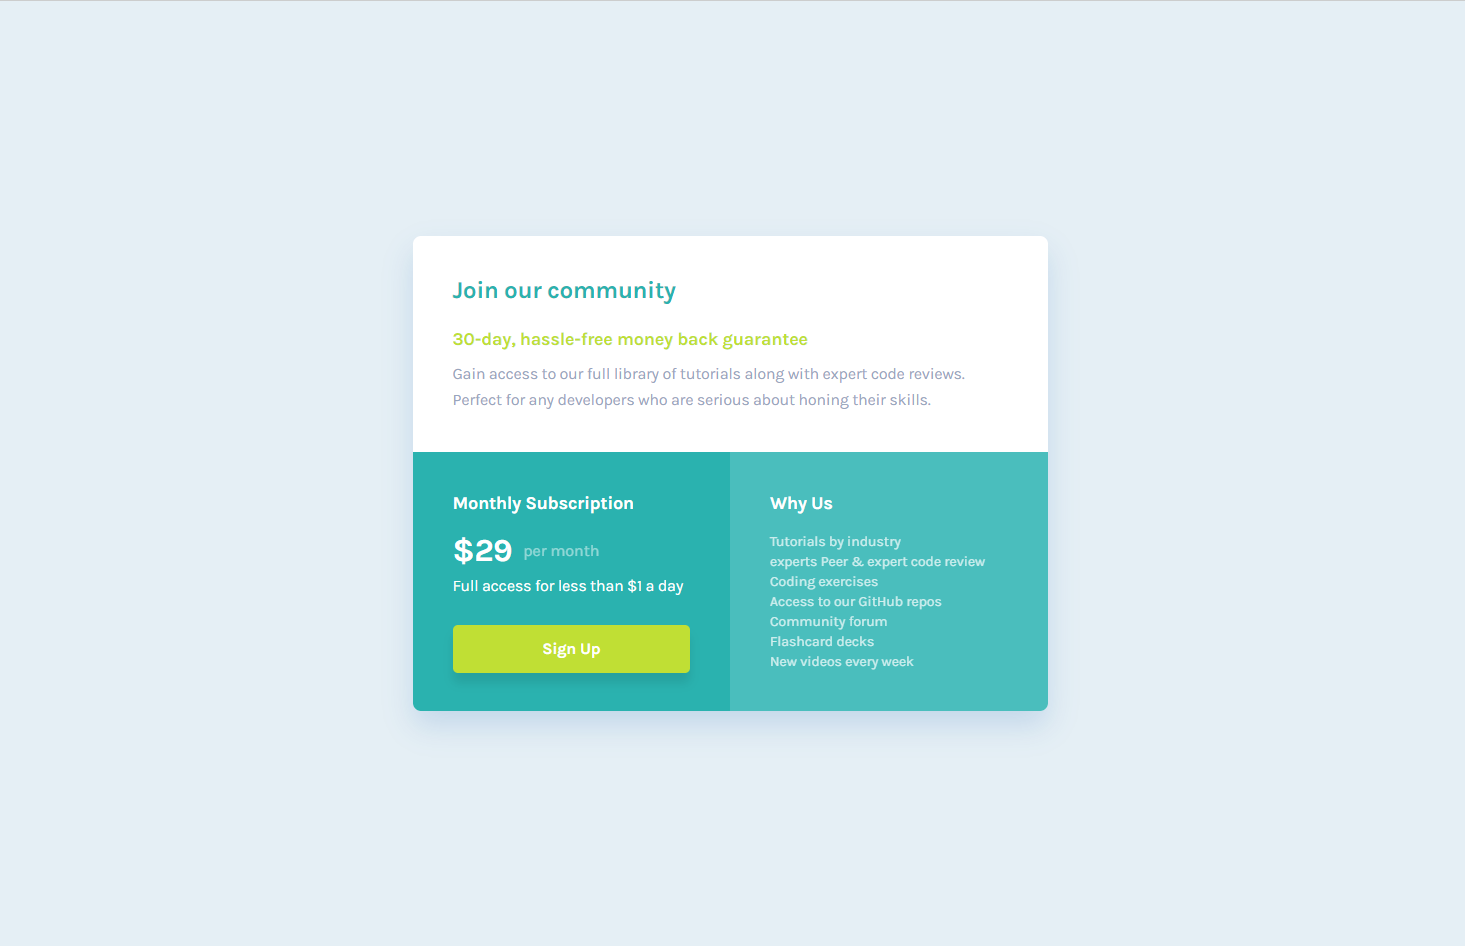 Join our community
30-day, hassle-free money back guarantee
Gain access to our full library of tutorials along with expert code reviews.
Perfect for any developers who are serious about honing their skills.
Monthly Subscription
$29 per month
Full access for less than $1 a day
Sign Up
Why Us
Tutorials by industry
experts Peer & expert code review
Coding exercises
Access to our GitHub repos
Community forum
Flashcard decks
New videos every week